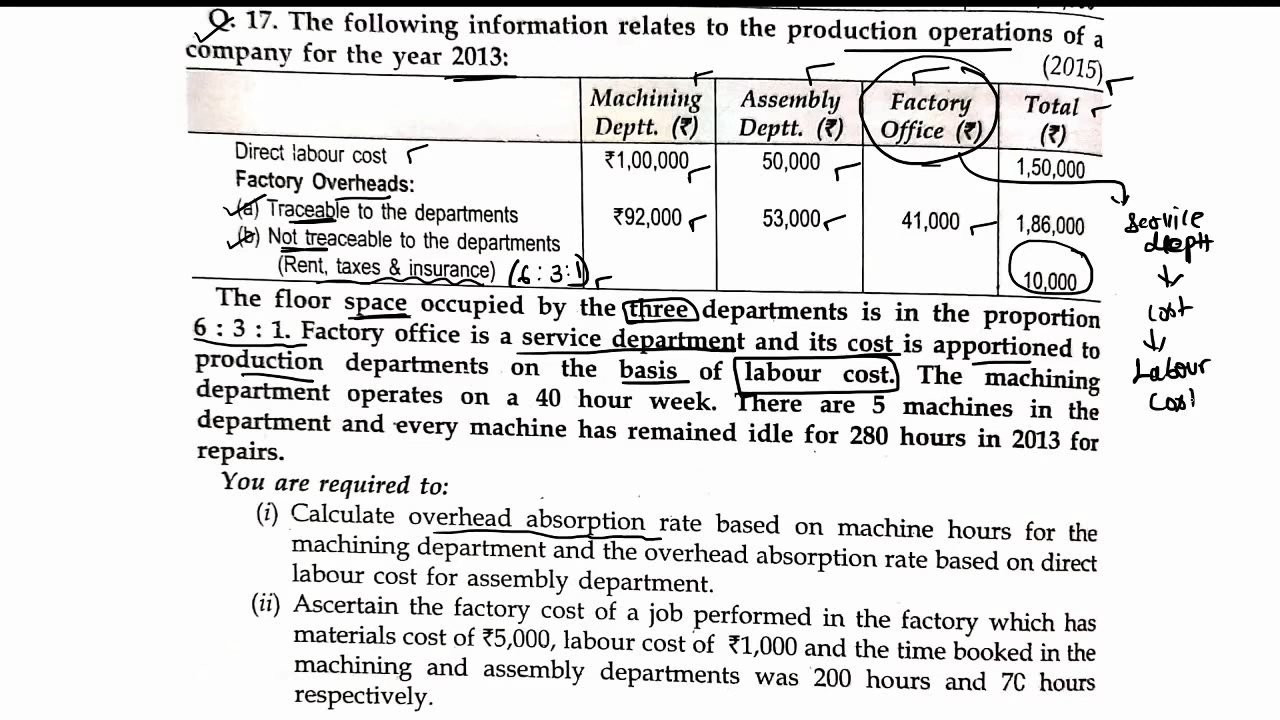 Q. 17. The following information relates to the production operations of a
company for the year 2013:
(2015)
Machining Deptt. (₹) Assembly Deptt. (₹) Factory Office (₹) Total (₹)
Direct labour cost ₹1,00,000 50,000 1,50,000
Factory Overheads:
(a) Traceable to the departments ₹92,000 53,000 41,000 1,86,000
(b) Not treaceable to the departments
(Rent, taxes & insurance) (6:3:1) 10,000
Service
deptt
cost
Labour
cost
The floor space occupied by the three departments is in the proportion
6 : 3 : 1. Factory office is a service department and its cost is apportioned to
production departments on the basis of labour cost. The machining
department operates on a 40 hour week. There are 5 machines in the
department and every machine has remained idle for 280 hours in 2013 for
repairs.
You are required to:
(i) Calculate overhead absorption rate based on machine hours for the
machining department and the overhead absorption rate based on direct
labour cost for assembly department.
(ii) Ascertain the factory cost of a job performed in the factory which has
materials cost of ₹5,000, labour cost of ₹1,000 and the time booked in the
machining and assembly departments was 200 hours and 70 hours
respectively.